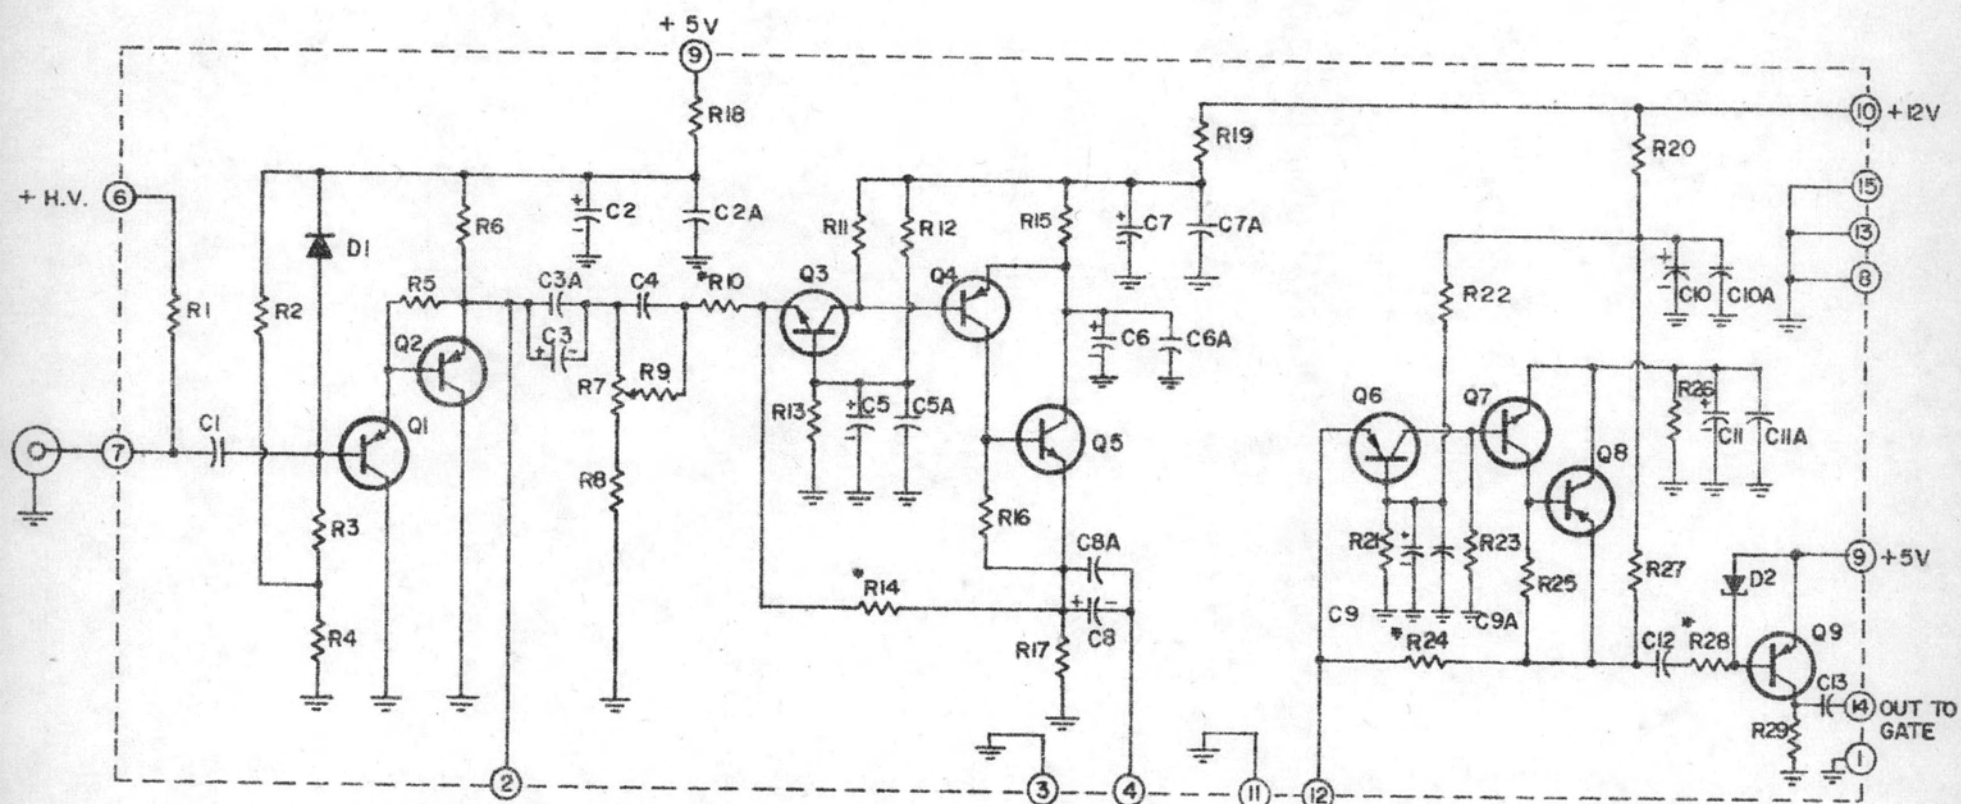 + 5V
9
R18
10 +12V
R19
R20
+ H.V. 6
15
13
8
R1
R2
D1
R6
+ C2 -
C2A
R5
C3A
C4
*R10
Q3
R11
R12
Q4
R15
+ C7 -
C7A
R22
+ C10 -
C10A
Q2
+ C3 -
R7
R9
+ C6 -
C6A
7
C1
Q1
R13
+ C5 -
C5A
Q5
Q6
Q7
Q8
R26
+ C11 -
C11A
R3
R8
R16
R21
+ -
R23
R25
R27
D2
9 +5V
R4
*R14
C8A
+ C8 -
R17
C9
C9A
*R24
C12
*R28
Q9
C13
14 OUT TO
GATE
R29
1
2
3
4
11
12